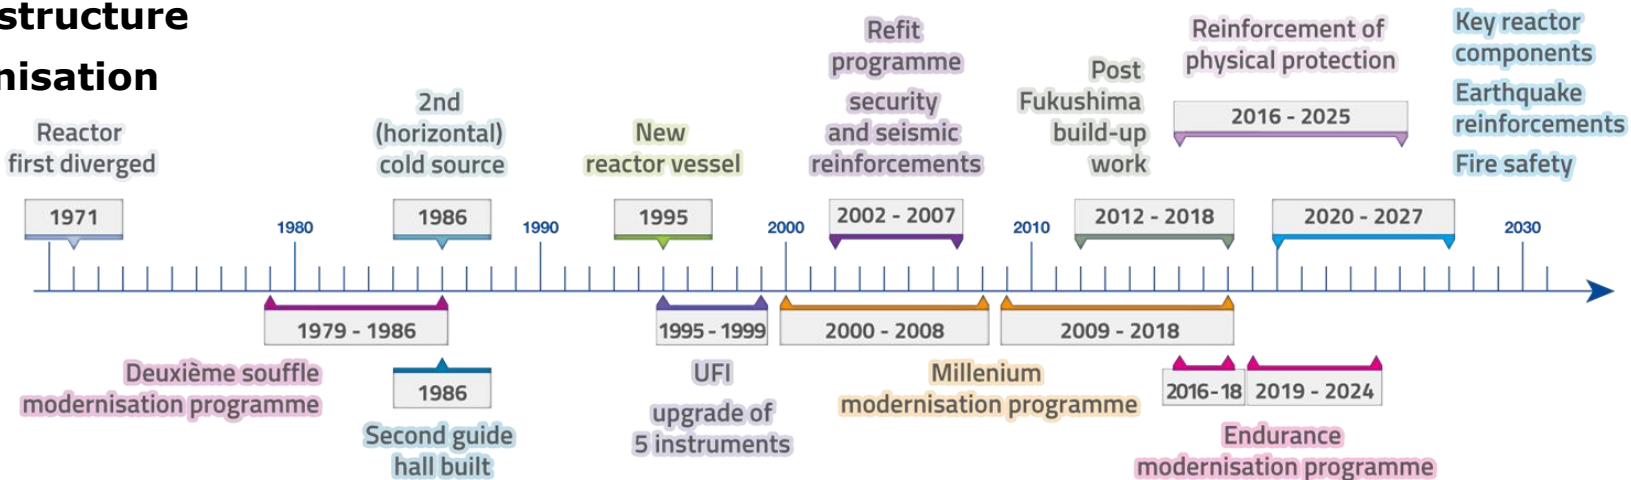 structure
nisation
Reactor
first diverged
1971
1980
2nd
(horizontal)
cold source
1986
1990
New
reactor vessel
1995
2000
Refit
programme
security
and seismic
reinforcements
2002 - 2007
2010
Post
Fukushima
build-up
work
2012 - 2018
Reinforcement of
physical protection
2016 - 2025
Key reactor
components
Earthquake
reinforcements
Fire safety
2020 - 2027
2030
1979 - 1986
Deuxième souffle
modernisation programme
1986
Second guide
hall built
1995 - 1999
UFI
upgrade of
5 instruments
2000 - 2008
2009 - 2018
Millenium
modernisation programme
2016-18
2019 - 2024
Endurance
modernisation programme